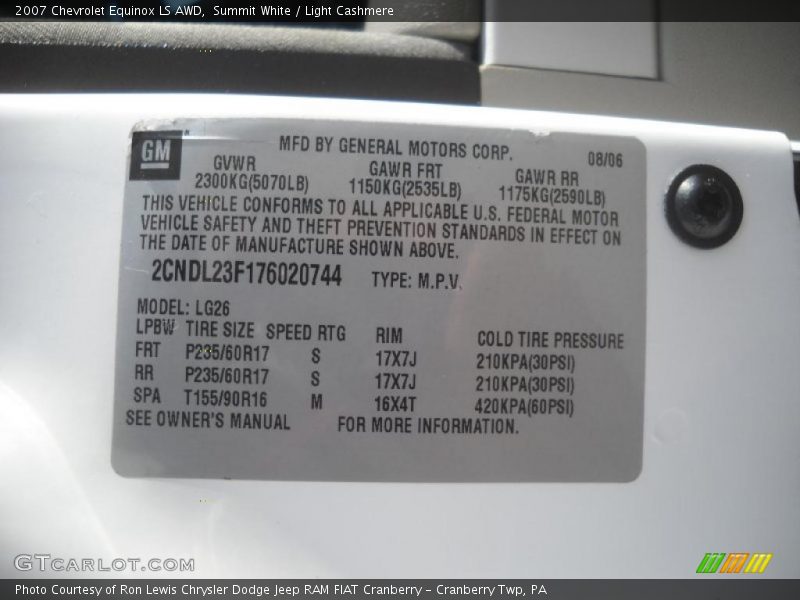 2007 Chevrolet Equinox LS AWD, Summit White / Light Cashmere
GM
MFD BY GENERAL MOTORS CORP. 08/06
GVWR GAWR FRT GAWR RR
2300KG(5070LB) 1150KG(2535LB) 1175KG(2590LB)
THIS VEHICLE CONFORMS TO ALL APPLICABLE U.S. FEDERAL MOTOR
VEHICLE SAFETY AND THEFT PREVENTION STANDARDS IN EFFECT ON
THE DATE OF MANUFACTURE SHOWN ABOVE.
2CNDL23F176020744 TYPE: M.P.V.
MODEL: LG26
LPBW TIRE SIZE SPEED RTG RIM COLD TIRE PRESSURE
FRT P235/60R17 S 17X7J 210KPA(30PSI)
RR P235/60R17 S 17X7J 210KPA(30PSI)
SPA T155/90R16 M 16X4T 420KPA(60PSI)
SEE OWNER'S MANUAL FOR MORE INFORMATION.
GTCARLOT.COM
Photo Courtesy of Ron Lewis Chrysler Dodge Jeep RAM FIAT Cranberry – Cranberry Twp, PA